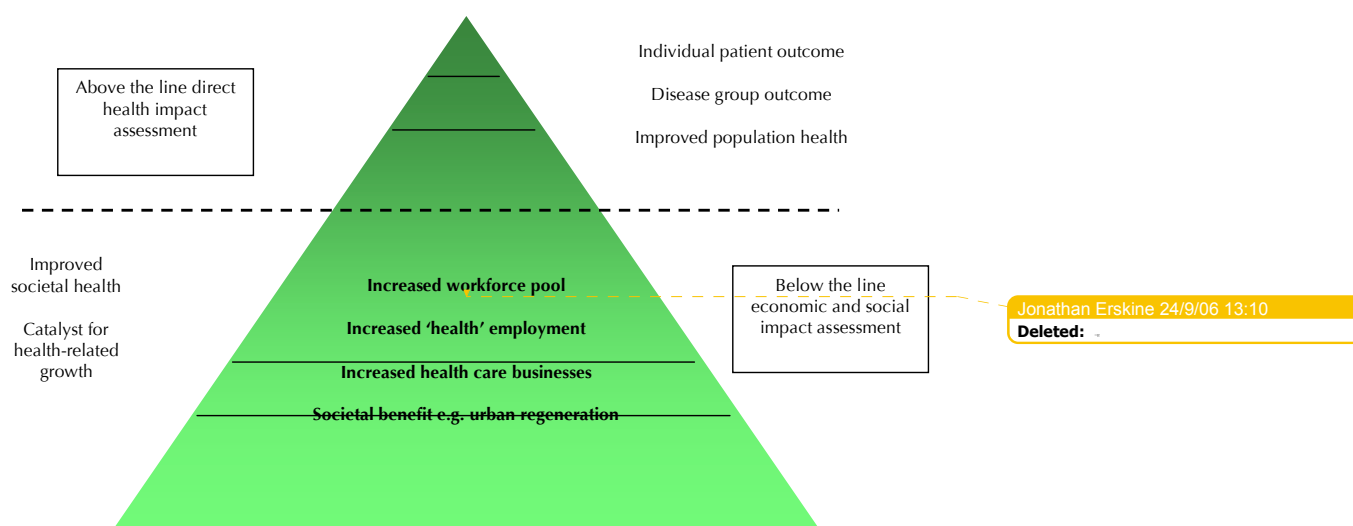 Individual patient outcome
Above the line direct
health impact
assessment
Disease group outcome
Improved population health
Improved
societal health
Catalyst for
health-related
growth
Increased workforce pool
Increased ‘health’ employment
Increased health care businesses
Societal benefit e.g. urban regeneration
Below the line
economic and social
impact assessment
Jonathan Erskine 24/9/06 13:10
Deleted: